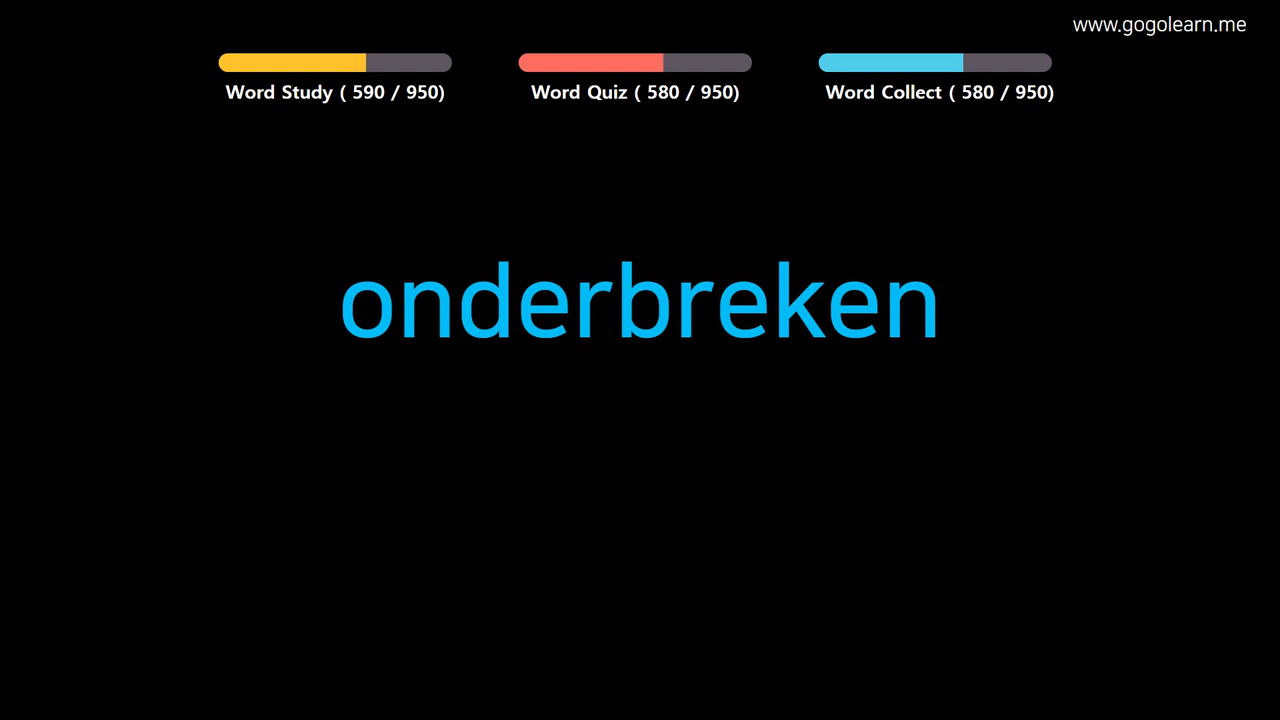 www.gogolearn.me
Word Study ( 590 / 950)
Word Quiz ( 580 / 950)
Word Collect ( 580 / 950)
onderbreken